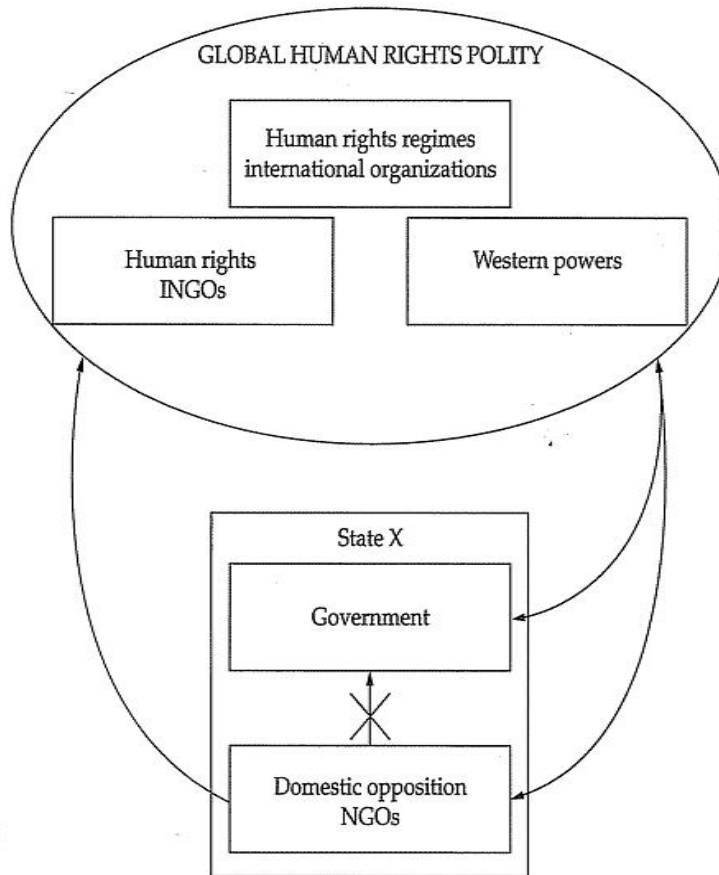 GLOBAL HUMAN RIGHTS POLITY
Human rights regimes
international organizations
Human rights
INGOs
Western powers
State X
Government
Domestic opposition
NGOs